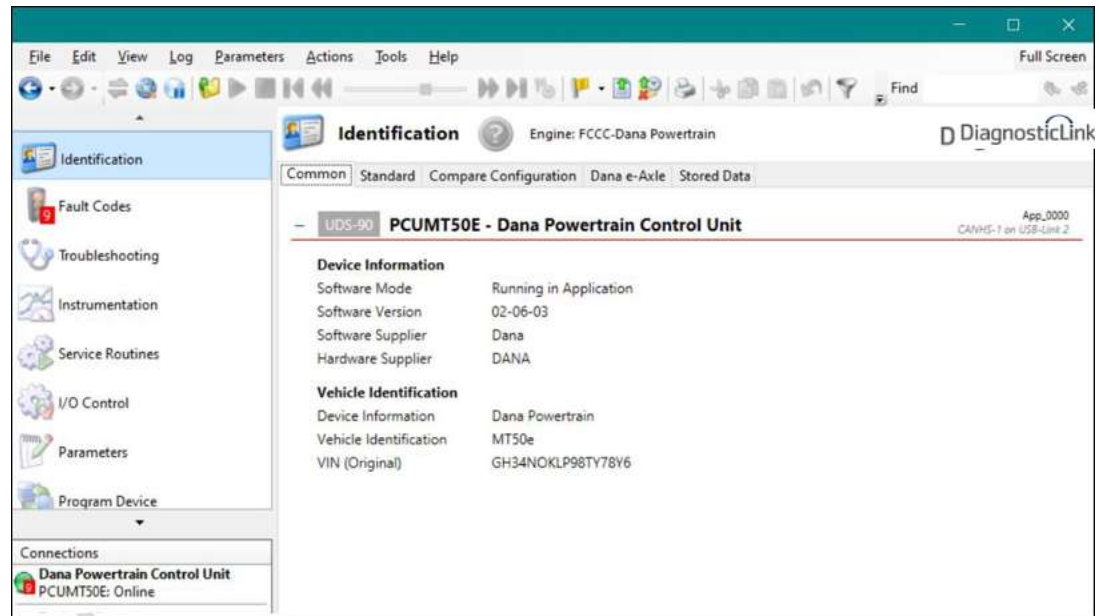 File Edit View Log Parameters Actions Tools Help Full Screen
Find
Identification
Fault Codes
9
Troubleshooting
Instrumentation
Service Routines
I/O Control
Parameters
Program Device
Connections
Dana Powertrain Control Unit
9
PCUMT50E: Online
Identification ? Engine: FCCC-Dana Powertrain D DiagnosticLink
Common Standard Compare Configuration Dana e-Axle Stored Data
– UDS-90 PCUMT50E - Dana Powertrain Control Unit App_0000
CANHS-1 on USB-Link 2
Device Information
Software Mode Running in Application
Software Version 02-06-03
Software Supplier Dana
Hardware Supplier DANA
Vehicle Identification
Device Information Dana Powertrain
Vehicle Identification MT50e
VIN (Original) GH34NOKLP98TY78Y6